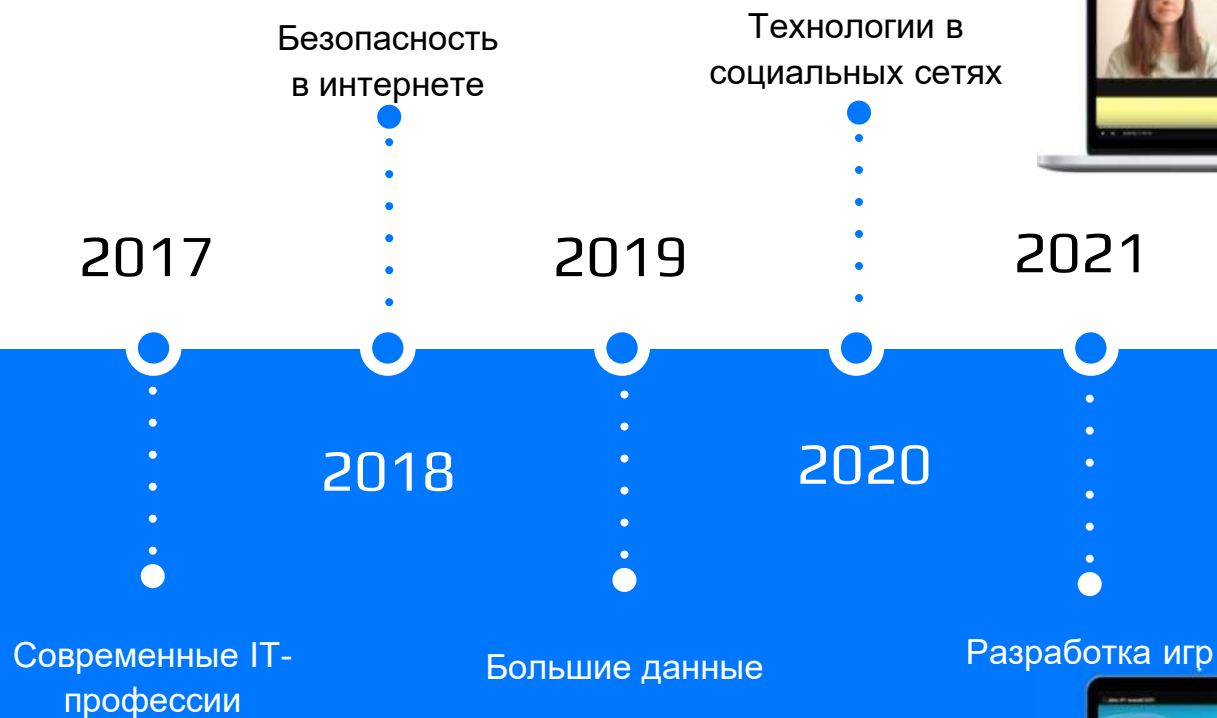 Безопасность
в интернете
Технологии в
социальных сетях
2017
2019
2021
2018
2020
Современные IT-
профессии
Большие данные
Разработка игр